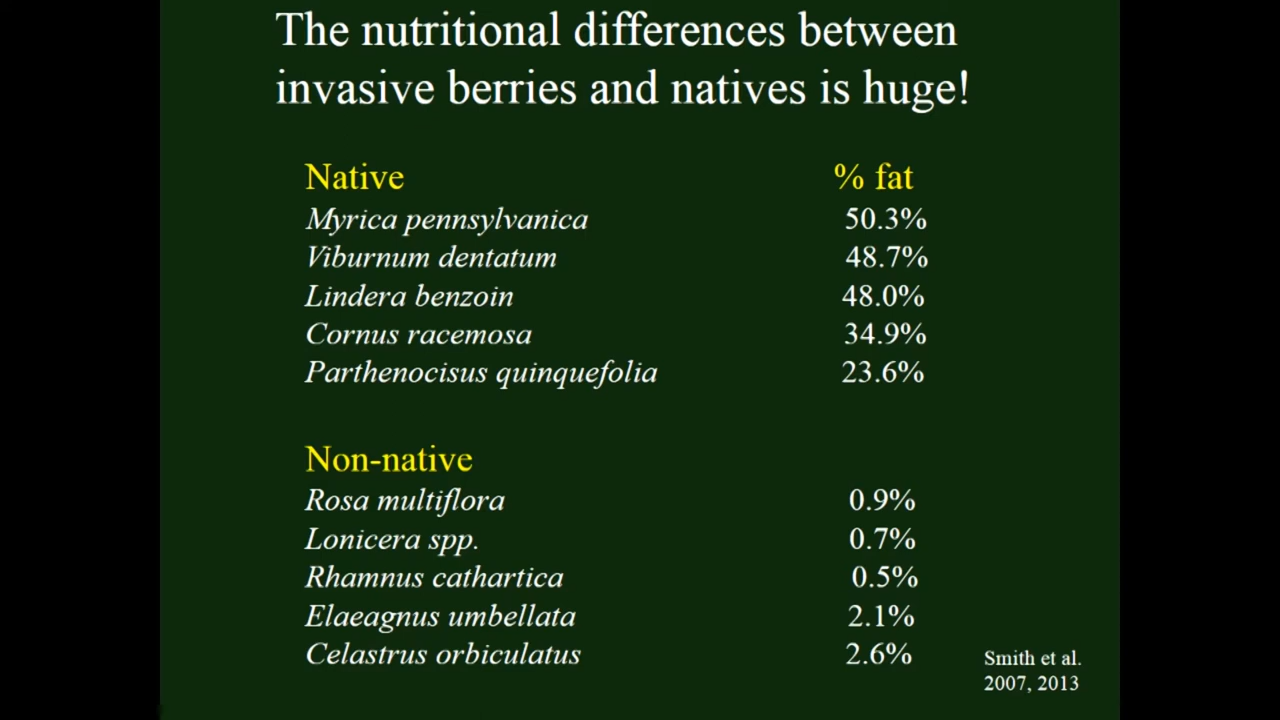 The nutritional differences between
invasive berries and natives is huge!
Native % fat
Myrica pennsylvanica 50.3%
Viburnum dentatum 48.7%
Lindera benzoin 48.0%
Cornus racemosa 34.9%
Parthenocisus quinquefolia 23.6%
Non-native
Rosa multiflora 0.9%
Lonicera spp. 0.7%
Rhamnus cathartica 0.5%
Elaeagnus umbellata 2.1%
Celastrus orbiculatus 2.6%
Smith et al.
2007, 2013